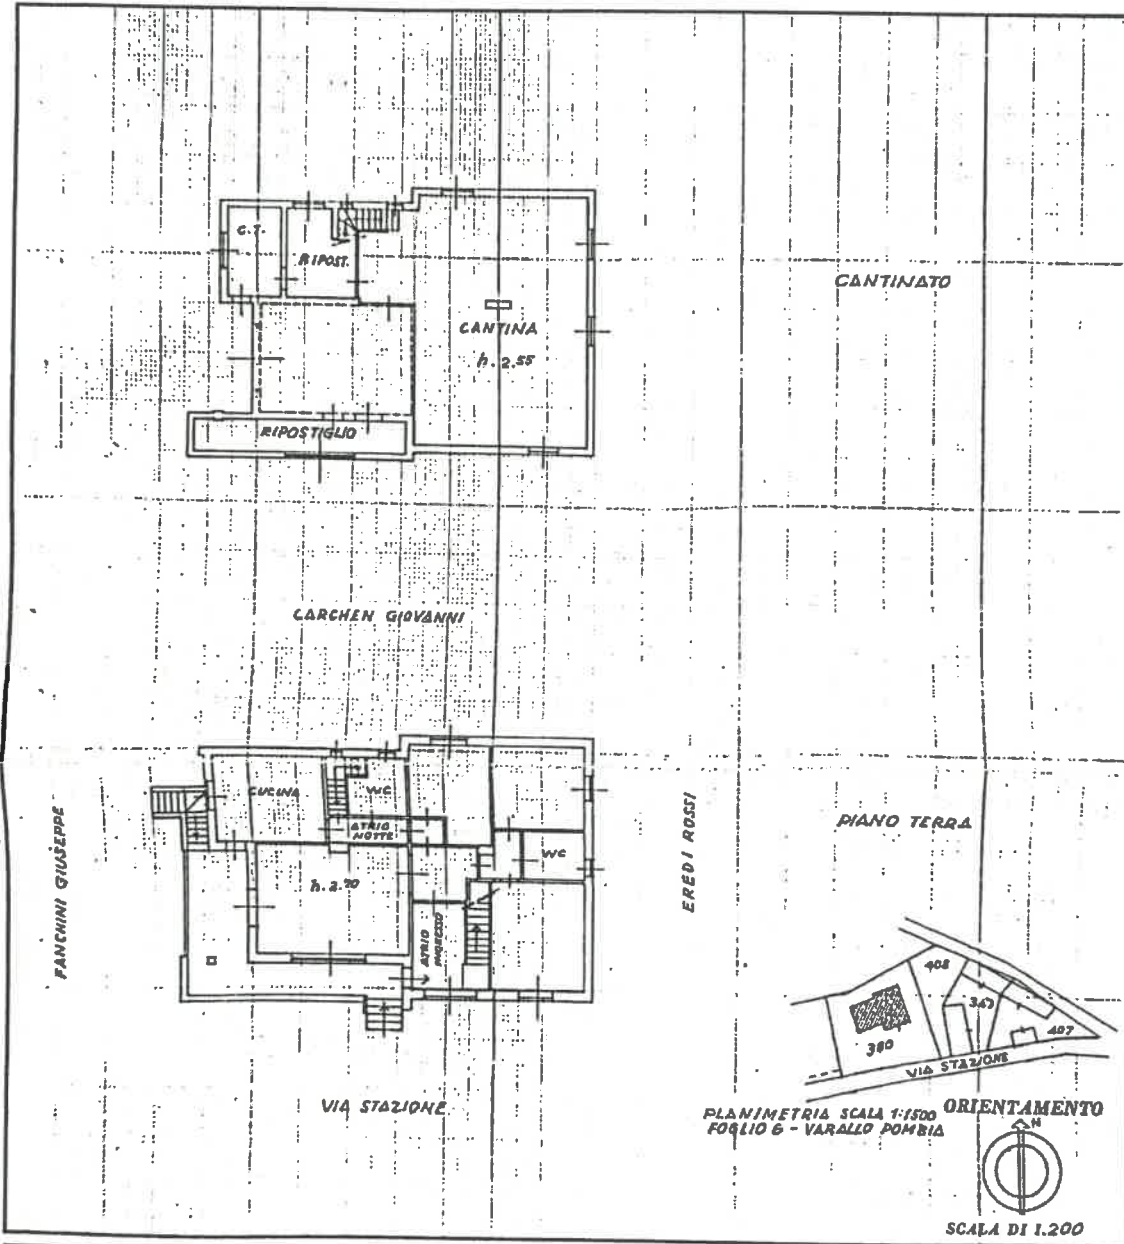 C.T.
RIPOST.
CANTINA
h. 2.55
RIPOSTIGLIO
CANTINATO
CARCHEN GIOVANNI
FANCHINI GIUSEPPE
EREDI ROSSI
CUCINA
WC
ATRIO
NOTTE
WC
h. 2.70
ATRIO
INGRESSO
PIANO TERRA
VIA STAZIONE
408
380
407
VIA STAZIONE
PLANIMETRIA SCALA 1:1500
FOGLIO 6 - VARALLO POMBIA
ORIENTAMENTO
N
SCALA DI 1.200